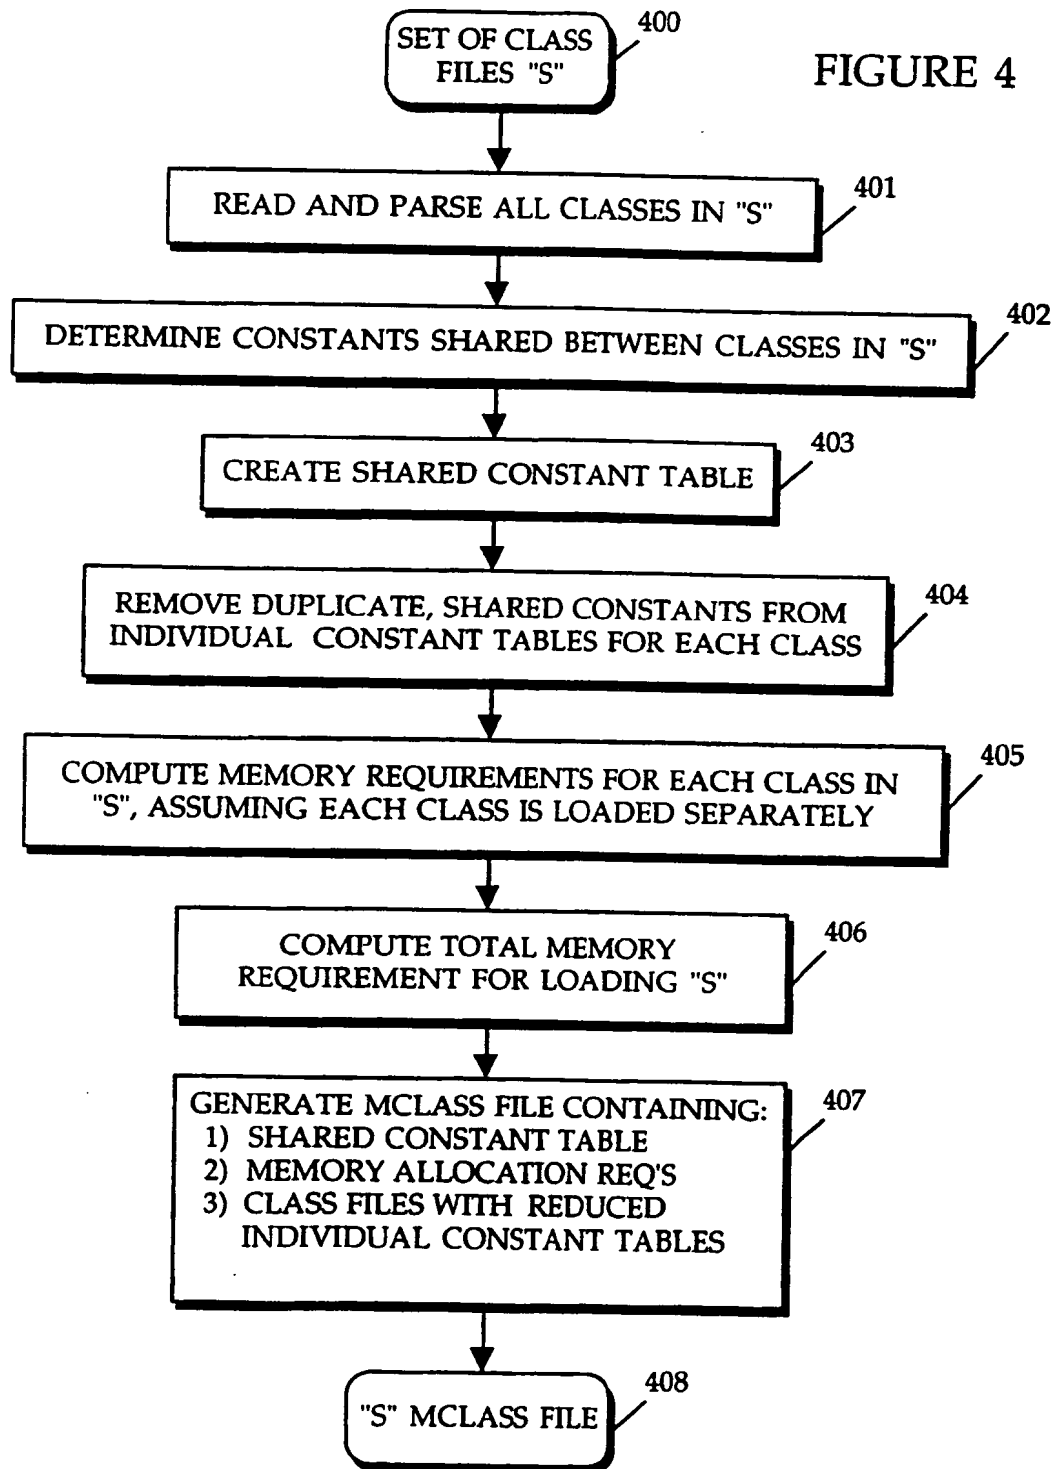 SET OF CLASS
FILES "S"
400
FIGURE 4
READ AND PARSE ALL CLASSES IN "S"
401
DETERMINE CONSTANTS SHARED BETWEEN CLASSES IN "S"
402
CREATE SHARED CONSTANT TABLE
403
REMOVE DUPLICATE, SHARED CONSTANTS FROM
INDIVIDUAL CONSTANT TABLES FOR EACH CLASS
404
COMPUTE MEMORY REQUIREMENTS FOR EACH CLASS IN
"S", ASSUMING EACH CLASS IS LOADED SEPARATELY
405
COMPUTE TOTAL MEMORY
REQUIREMENT FOR LOADING "S"
406
GENERATE MCLASS FILE CONTAINING:
1) SHARED CONSTANT TABLE
2) MEMORY ALLOCATION REQ'S
3) CLASS FILES WITH REDUCED
INDIVIDUAL CONSTANT TABLES
407
"S" MCLASS FILE
408